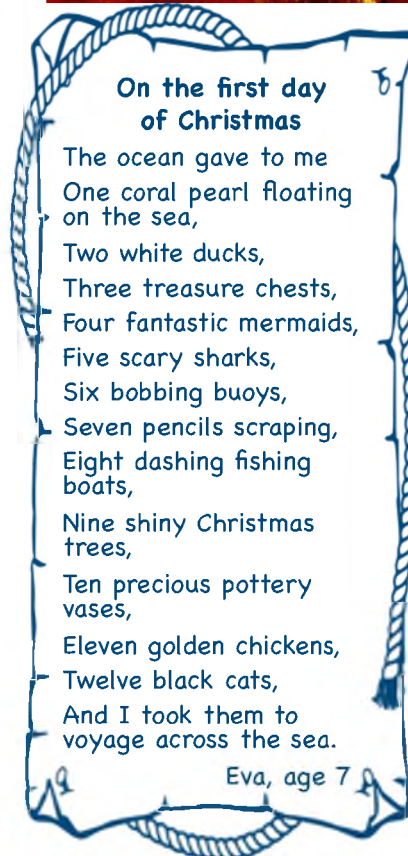 On the first day
of Christmas
The ocean gave to me
One coral pearl floating
on the sea,
Two white ducks,
Three treasure chests,
Four fantastic mermaids,
Five scary sharks,
Six bobbing buoys,
Seven pencils scraping,
Eight dashing fishing
boats,
Nine shiny Christmas
trees,
Ten precious pottery
vases,
Eleven golden chickens,
Twelve black cats,
And I took them to
voyage across the sea.
Eva, age 7